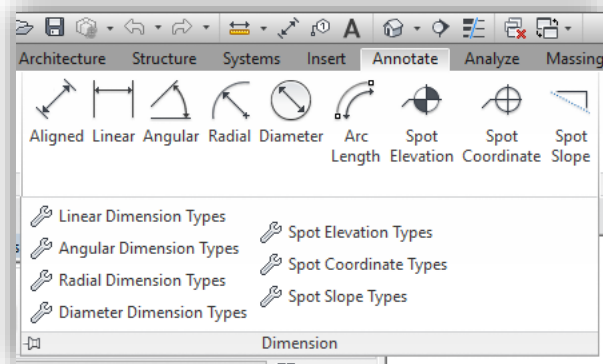 A
Architecture Structure Systems Insert Annotate Analyze Massing
Aligned Linear Angular Radial Diameter Arc Spot Spot Spot
Length Elevation Coordinate Slope
Linear Dimension Types
Angular Dimension Types
Radial Dimension Types
Diameter Dimension Types
Spot Elevation Types
Spot Coordinate Types
Spot Slope Types
Dimension